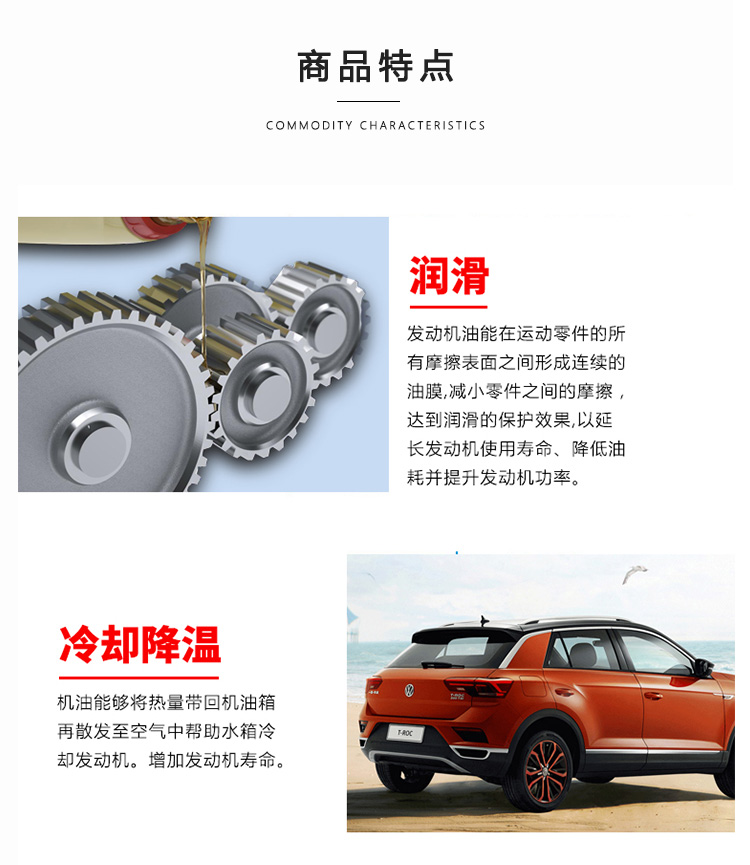 商品特点
COMMODITY CHARACTERISTICS
润滑
发动机油能在运动零件的所
有摩擦表面之间形成连续的
油膜,减小零件之间的摩擦，
达到润滑的保护效果,以延
长发动机使用寿命、降低油
耗并提升发动机功率。
冷却降温
机油能够将热量带回机油箱
再散发至空气中帮助水箱冷
却发动机。增加发动机寿命。
T-ROC